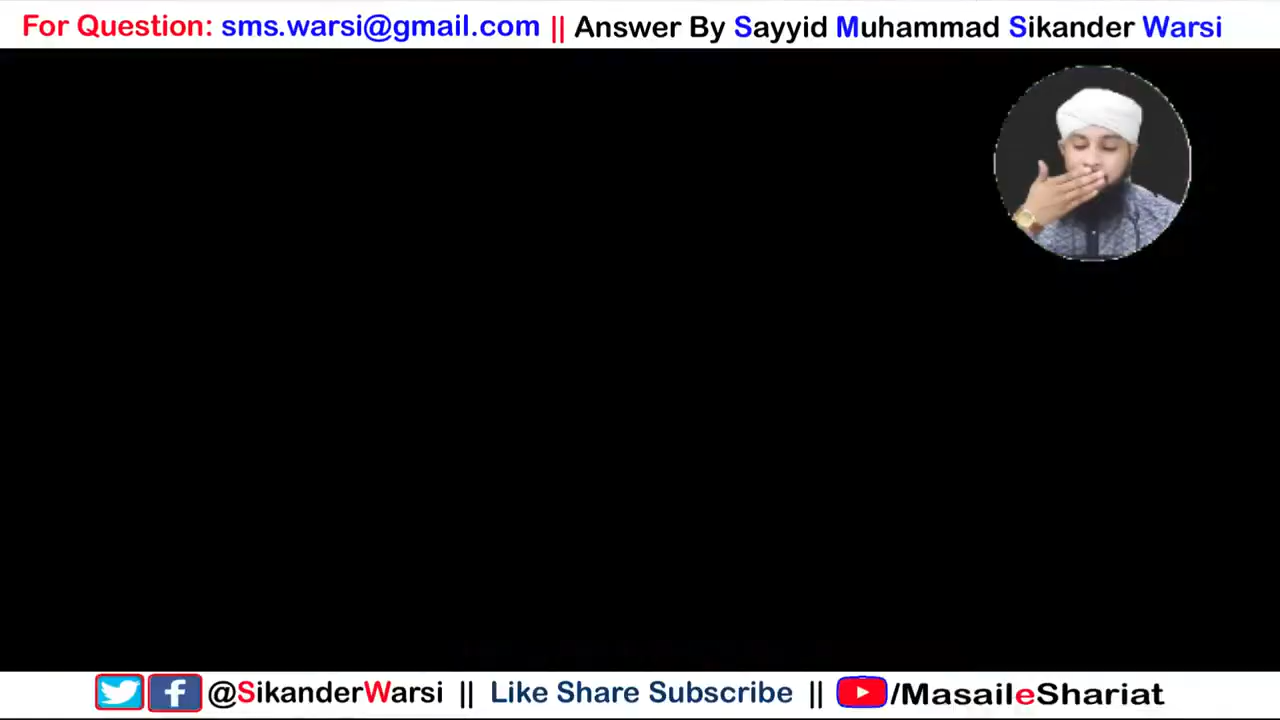 For Question: sms.warsi@gmail.com || Answer By Sayyid Muhammad Sikander Warsi
@SikanderWarsi || Like Share Subscribe || /MasaileShariat